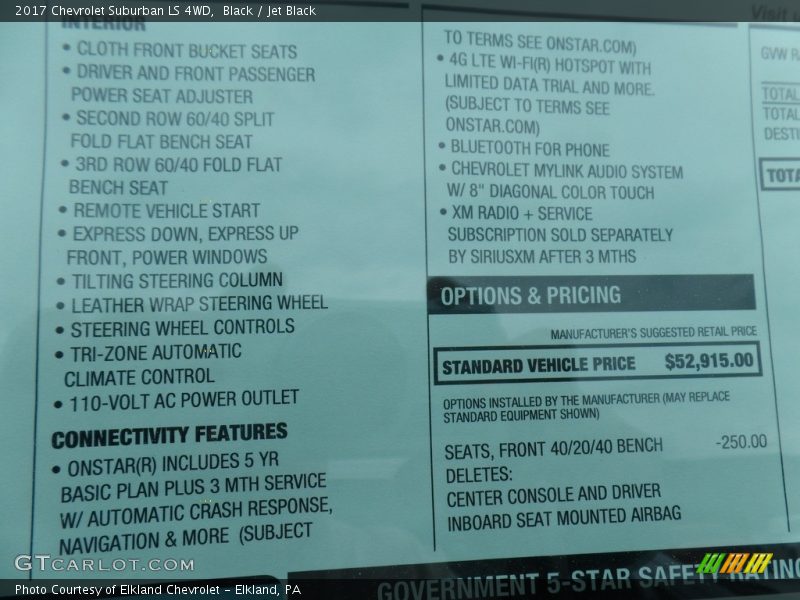 2017 Chevrolet Suburban LS 4WD,  Black / Jet Black
INTERIOR
• CLOTH FRONT BUCKET SEATS
• DRIVER AND FRONT PASSENGER
POWER SEAT ADJUSTER
• SECOND ROW 60/40 SPLIT
FOLD FLAT BENCH SEAT
• 3RD ROW 60/40 FOLD FLAT
BENCH SEAT
• REMOTE VEHICLE START
• EXPRESS DOWN, EXPRESS UP
FRONT, POWER WINDOWS
• TILTING STEERING COLUMN
• LEATHER WRAP STEERING WHEEL
• STEERING WHEEL CONTROLS
• TRI-ZONE AUTOMATIC
CLIMATE CONTROL
• 110-VOLT AC POWER OUTLET
CONNECTIVITY FEATURES
• ONSTAR(R) INCLUDES 5 YR
BASIC PLAN PLUS 3 MTH SERVICE
W/ AUTOMATIC CRASH RESPONSE,
NAVIGATION & MORE (SUBJECT
TO TERMS SEE ONSTAR.COM)
• 4G LTE WI-FI(R) HOTSPOT WITH
LIMITED DATA TRIAL AND MORE.
(SUBJECT TO TERMS SEE
ONSTAR.COM)
• BLUETOOTH FOR PHONE
• CHEVROLET MYLINK AUDIO SYSTEM
W/ 8" DIAGONAL COLOR TOUCH
• XM RADIO + SERVICE
SUBSCRIPTION SOLD SEPARATELY
BY SIRIUSXM AFTER 3 MTHS
OPTIONS & PRICING
MANUFACTURER'S SUGGESTED RETAIL PRICE
STANDARD VEHICLE PRICE $52,915.00
OPTIONS INSTALLED BY THE MANUFACTURER (MAY REPLACE
STANDARD EQUIPMENT SHOWN)
SEATS, FRONT 40/20/40 BENCH -250.00
DELETES:
CENTER CONSOLE AND DRIVER
INBOARD SEAT MOUNTED AIRBAG
Visit u
GVW R
TOTAL
TOTAL
DESTI
TOTA
GOVERNMENT 5-STAR SAFETY RATING
GTCARLOT.COM
Photo Courtesy of Elkland Chevrolet - Elkland, PA